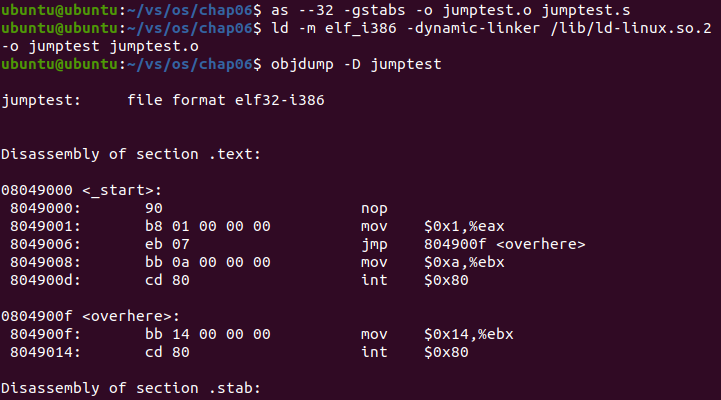 ubuntu@ubuntu:~/vs/os/chap06$ as --32 -gstabs -o jumptest.o jumptest.s
ubuntu@ubuntu:~/vs/os/chap06$ ld -m elf_i386 -dynamic-linker /lib/ld-linux.so.2
-o jumptest jumptest.o
ubuntu@ubuntu:~/vs/os/chap06$ objdump -D jumptest
jumptest:     file format elf32-i386
Disassembly of section .text:
08049000 <_start>:
 8049000:	90                   	nop
 8049001:	b8 01 00 00 00       	mov    $0x1,%eax
 8049006:	eb 07                	jmp    804900f <overhere>
 8049008:	bb 0a 00 00 00       	mov    $0xa,%ebx
 804900d:	cd 80                	int    $0x80
0804900f <overhere>:
 804900f:	bb 14 00 00 00       	mov    $0x14,%ebx
 8049014:	cd 80                	int    $0x80
Disassembly of section .stab: